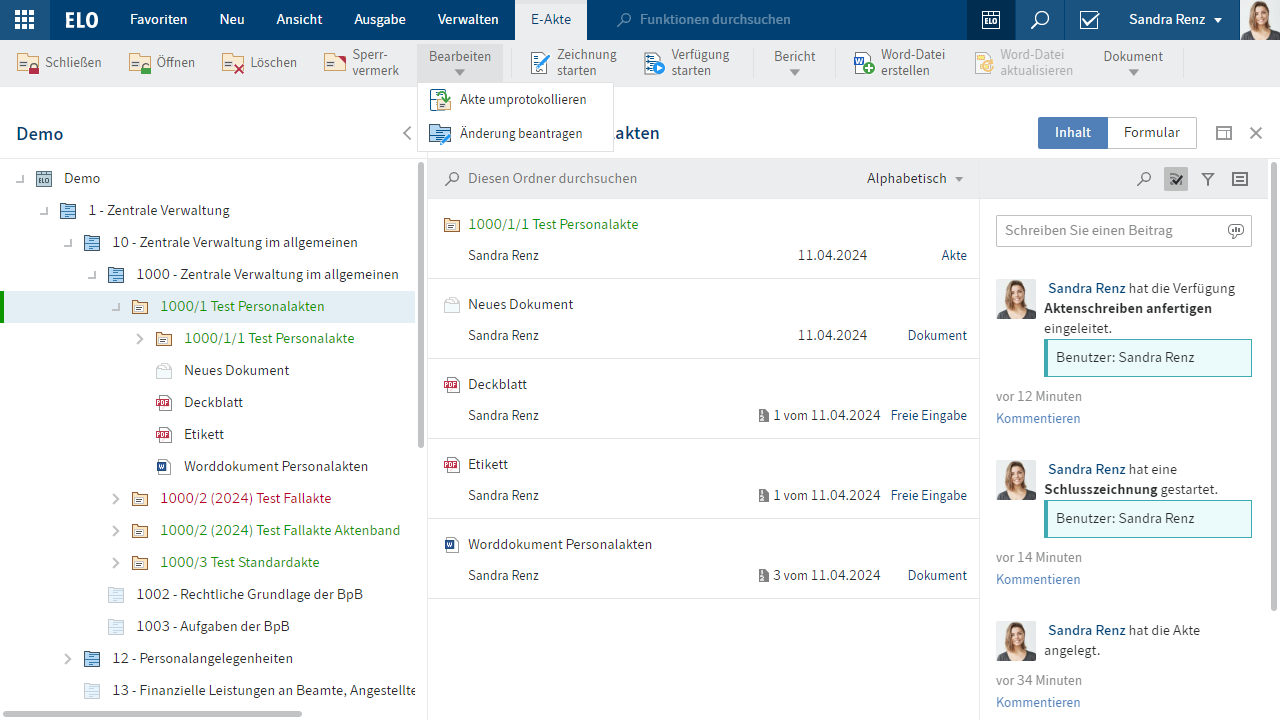 ELO
Favoriten
Neu
Ansicht
Ausgabe
Verwalten
E-Akte
Funktionen durchsuchen
ELO
Sandra Renz
Schließen
Öffnen
Löschen
Sperr-
vermerk
Bearbeiten
Zeichnung
starten
Verfügung
starten
Bericht
Word-Datei
erstellen
Word-Datei
aktualisieren
Dokument
Akte umprotokollieren
Änderung beantragen
Demo
Inhalt
Formular
Demo
1 - Zentrale Verwaltung
10 - Zentrale Verwaltung im allgemeinen
1000 - Zentrale Verwaltung im allgemeinen
1000/1 Test Personalakten
1000/1/1 Test Personalakte
Neues Dokument
Deckblatt
Etikett
Worddokument Personalakten
1000/2 (2024) Test Fallakte
1000/2 (2024) Test Fallakte Aktenband
1000/3 Test Standardakte
1002 - Rechtliche Grundlage der BpB
1003 - Aufgaben der BpB
12 - Personalangelegenheiten
13 - Finanzielle Leistungen an Beamte, Angestellte
Diesen Ordner durchsuchen
Alphabetisch
1000/1/1 Test Personalakte
Sandra Renz 11.04.2024 Akte
Neues Dokument
Sandra Renz 11.04.2024 Dokument
Deckblatt
Sandra Renz 1 vom 11.04.2024 Freie Eingabe
Etikett
Sandra Renz 1 vom 11.04.2024 Freie Eingabe
Worddokument Personalakten
Sandra Renz 3 vom 11.04.2024 Dokument
Schreiben Sie einen Beitrag
Sandra Renz hat die Verfügung
Aktenschreiben anfertigen
eingeleitet.
Benutzer: Sandra Renz
vor 12 Minuten
Kommentieren
Sandra Renz hat eine
Schlusszeichnung gestartet.
Benutzer: Sandra Renz
vor 14 Minuten
Kommentieren
Sandra Renz hat die Akte
angelegt.
vor 34 Minuten
Kommentieren